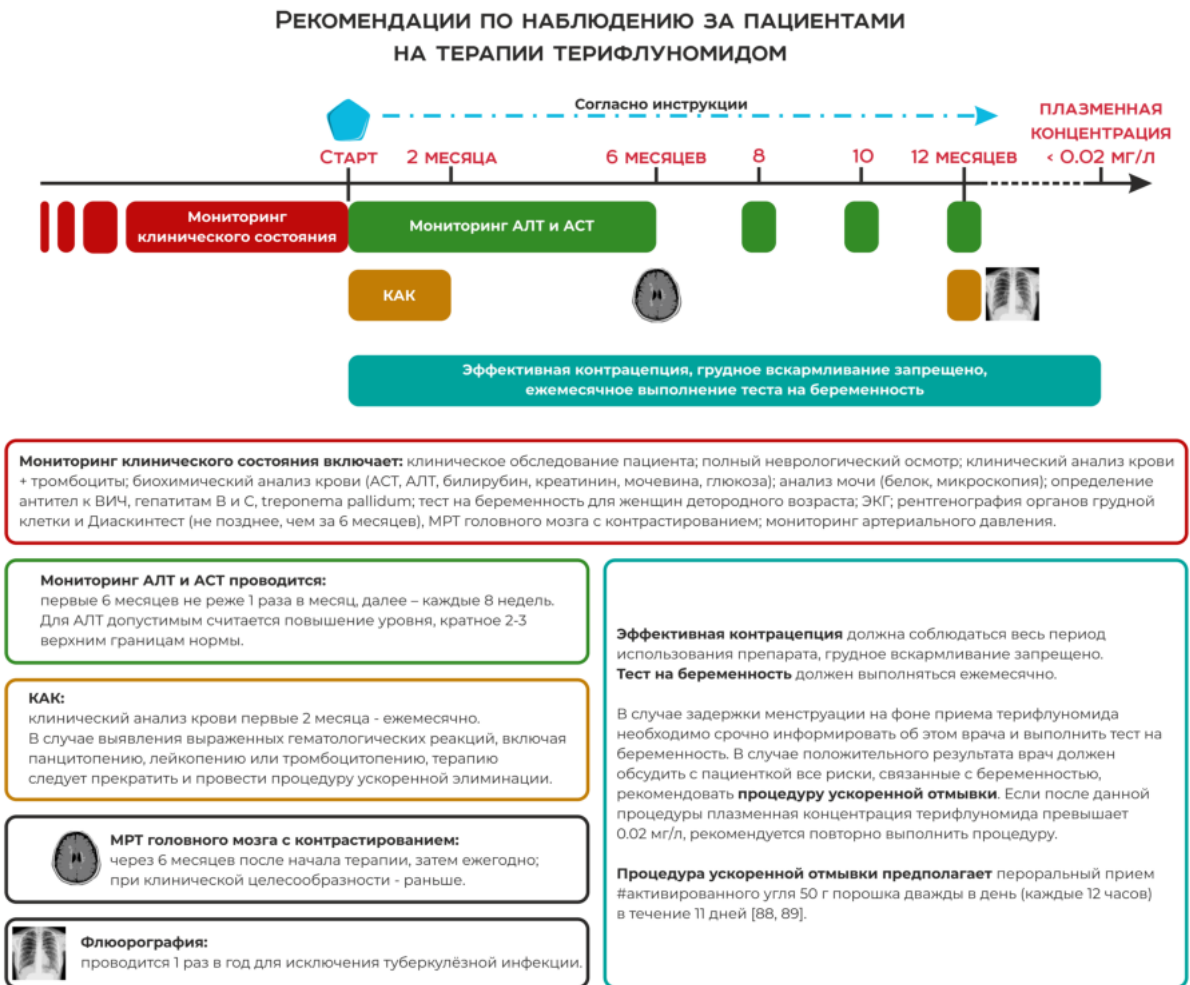 Рекомендации по наблюдению за пациентами
на терапии терифлуномидом
Согласно инструкции
плазменная
концентрация
< 0.02 мг/л
Старт
2 месяца
6 месяцев
8
10
12 месяцев
Мониторинг
клинического состояния
Мониторинг АЛТ и АСТ
КАК
Эффективная контрацепция, грудное вскармливание запрещено,
ежемесячное выполнение теста на беременность
Мониторинг клинического состояния включает: клиническое обследование пациента; полный неврологический осмотр; клинический анализ крови
+ тромбоциты; биохимический анализ крови (АСТ, АЛТ, билирубин, креатинин, мочевина, глюкоза); анализ мочи (белок, микроскопия); определение
антител к ВИЧ, гепатитам В и С, treponema pallidum; тест на беременность для женщин детородного возраста; ЭКГ; рентгенография органов грудной
клетки и Диаскинтест (не позднее, чем за 6 месяцев), МРТ головного мозга с контрастированием; мониторинг артериального давления.
Мониторинг АЛТ и АСТ проводится:
первые 6 месяцев не реже 1 раза в месяц, далее – каждые 8 недель.
Для АЛТ допустимым считается повышение уровня, кратное 2-3
верхним границам нормы.
КАК:
клинический анализ крови первые 2 месяца - ежемесячно.
В случае выявления выраженных гематологических реакций, включая
панцитопению, лейкопению или тромбоцитопению, терапию
следует прекратить и провести процедуру ускоренной элиминации.
МРТ головного мозга с контрастированием:
через 6 месяцев после начала терапии, затем ежегодно;
при клинической целесообразности - раньше.
Флюорография:
проводится 1 раз в год для исключения туберкулёзной инфекции.
Эффективная контрацепция должна соблюдаться весь период
использования препарата, грудное вскармливание запрещено.
Тест на беременность должен выполняться ежемесячно.
В случае задержки менструации на фоне приема терифлуномида
необходимо срочно информировать об этом врача и выполнить тест на
беременность. В случае положительного результата врач должен
обсудить с пациенткой все риски, связанные с беременностью,
рекомендовать процедуру ускоренной отмывки. Если после данной
процедуры плазменная концентрация терифлуномида превышает
0.02 мг/л, рекомендуется повторно выполнить процедуру.
Процедура ускоренной отмывки предполагает пероральный прием
#активированного угля 50 г порошка дважды в день (каждые 12 часов)
в течение 11 дней [88, 89].